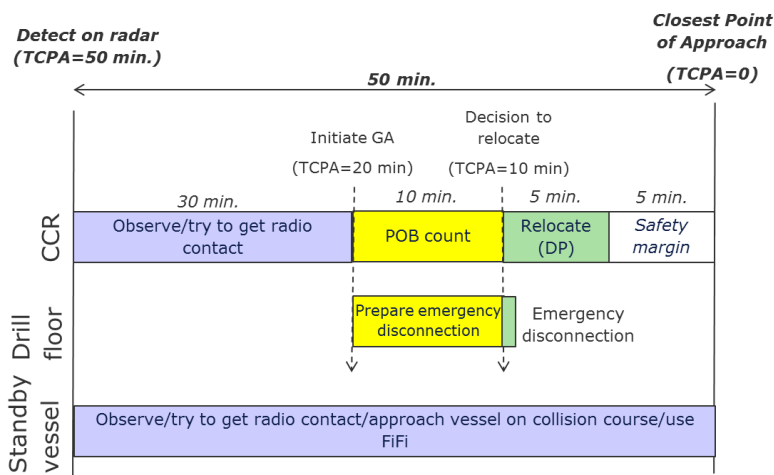 Detect on radar
(TCPA=50 min.)
Closest Point
of Approach
(TCPA=0)
50 min.
Initiate GA
(TCPA=20 min)
Decision to
relocate
(TCPA=10 min)
30 min.
10 min.
5 min.
5 min.
CCR
Observe/try to get radio
contact
POB count
Relocate
(DP)
Safety
margin
Drill
floor
Prepare emergency
disconnection
Emergency
disconnection
Standby
vessel
Observe/try to get radio contact/approach vessel on collision course/use
FiFi